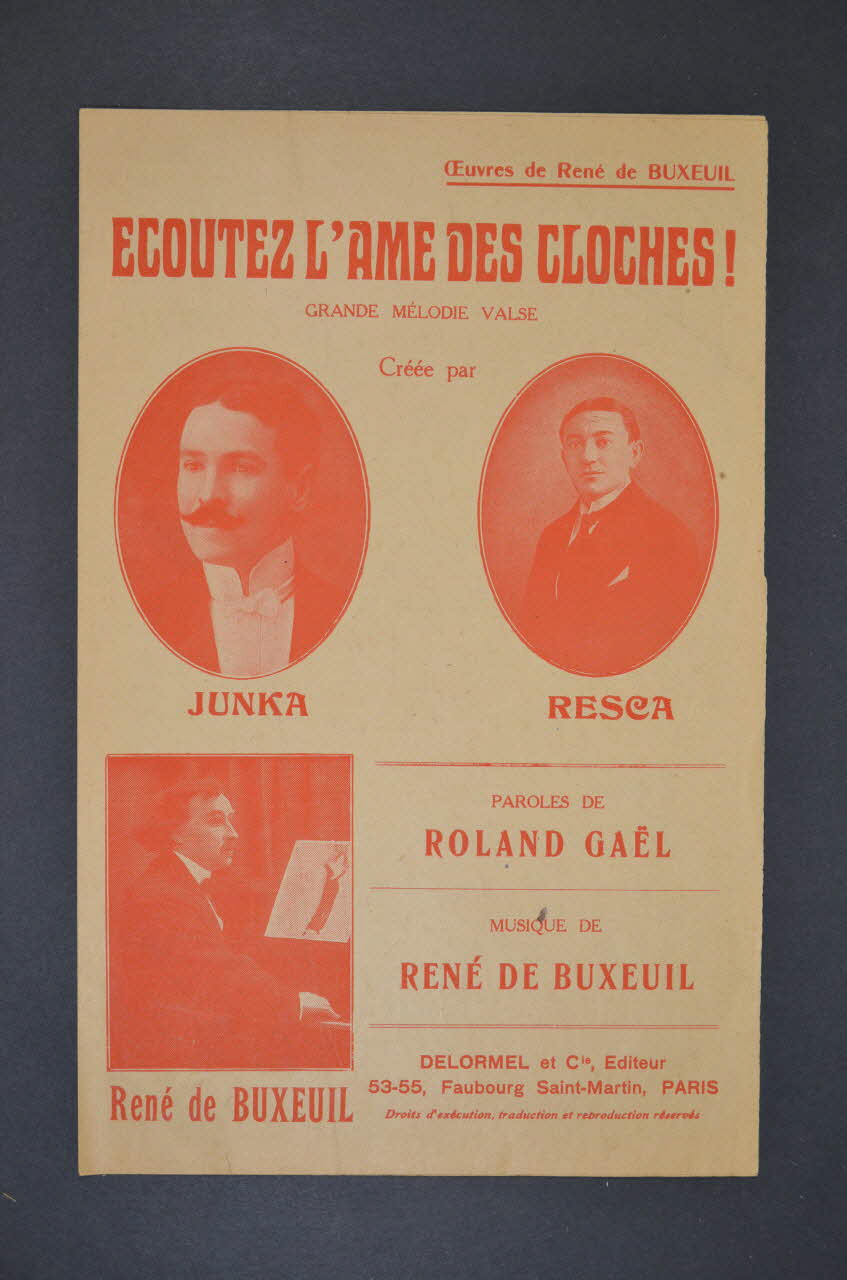 Œuvres de René de BUXEUIL
ECOUTEZ L'AME DES CLOCHES !
GRANDE MÉLODIE VALSE
Créée par
JUNKA
RESCA
PAROLES DE
ROLAND GAËL
MUSIQUE DE
RENÉ DE BUXEUIL
René de BUXEUIL
DELORMEL et Cie, Editeur
53-55, Faubourg Saint-Martin, PARIS
Droits d'exécution, traduction et reproduction réservés